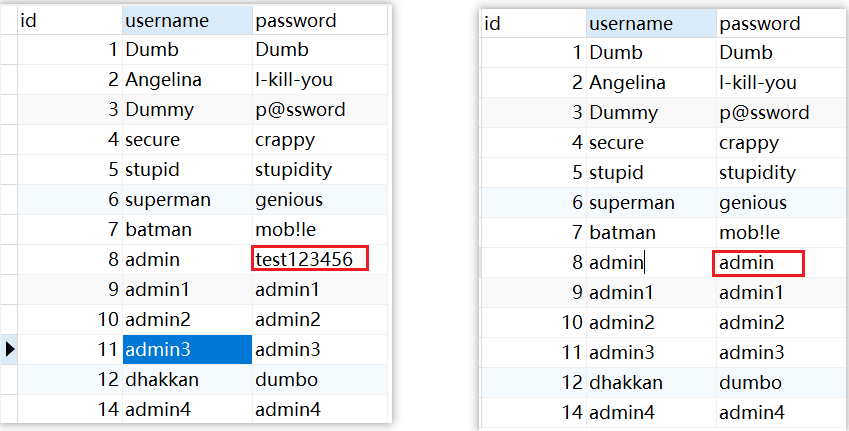 id username password
1 Dumb Dumb
2 Angelina I-kill-you
3 Dummy p@ssword
4 secure crappy
5 stupid stupidity
6 superman genious
7 batman mob!le
8 admin test123456
9 admin1 admin1
10 admin2 admin2
11 admin3 admin3
12 dhakkan dumbo
14 admin4 admin4
id username password
1 Dumb Dumb
2 Angelina I-kill-you
3 Dummy p@ssword
4 secure crappy
5 stupid stupidity
6 superman genious
7 batman mob!le
8 admin admin
9 admin1 admin1
10 admin2 admin2
11 admin3 admin3
12 dhakkan dumbo
14 admin4 admin4